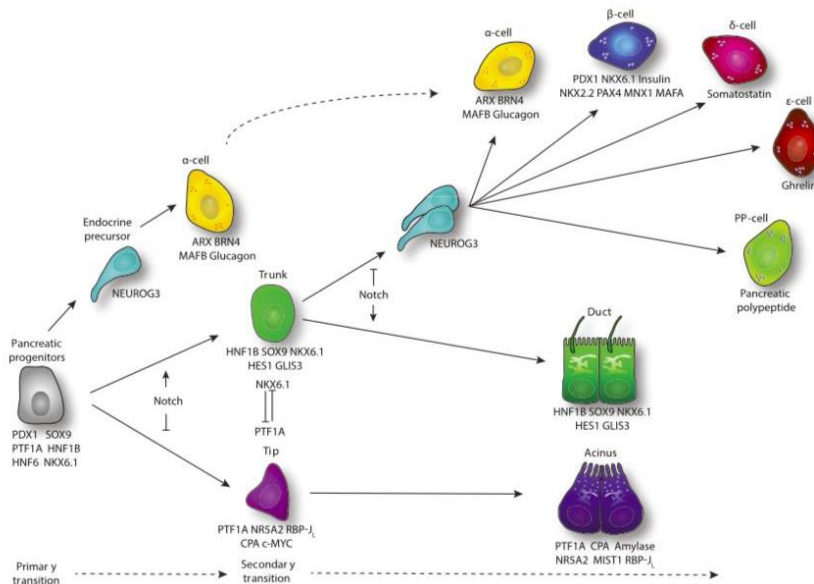 α-cell
ARX BRN4
MAFB Glucagon
β-cell
PDX1 NKX6.1 Insulin
NKX2.2 PAX4 MNX1 MAFA
δ-cell
Somatostatin
ε-cell
Ghrelin
PP-cell
Pancreatic
polypeptide
α-cell
ARX BRN4
MAFB Glucagon
Endocrine
precursor
NEUROG3
NEUROG3
Notch
Trunk
HNF1B SOX9 NKX6.1
HES1 GLIS3
NKX6.1
PTF1A
Pancreatic
progenitors
PDX1 SOX9
PTF1A HNF1B
HNF6 NKX6.1
Notch
Duct
HNF1B SOX9 NKX6.1
HES1 GLIS3
Tip
PTF1A NR5A2 RBP-JL
CPA c-MYC
Acinus
PTF1A CPA Amylase
NR5A2 MIST1 RBP-JL
Primar y
transition
Secondar y
transition